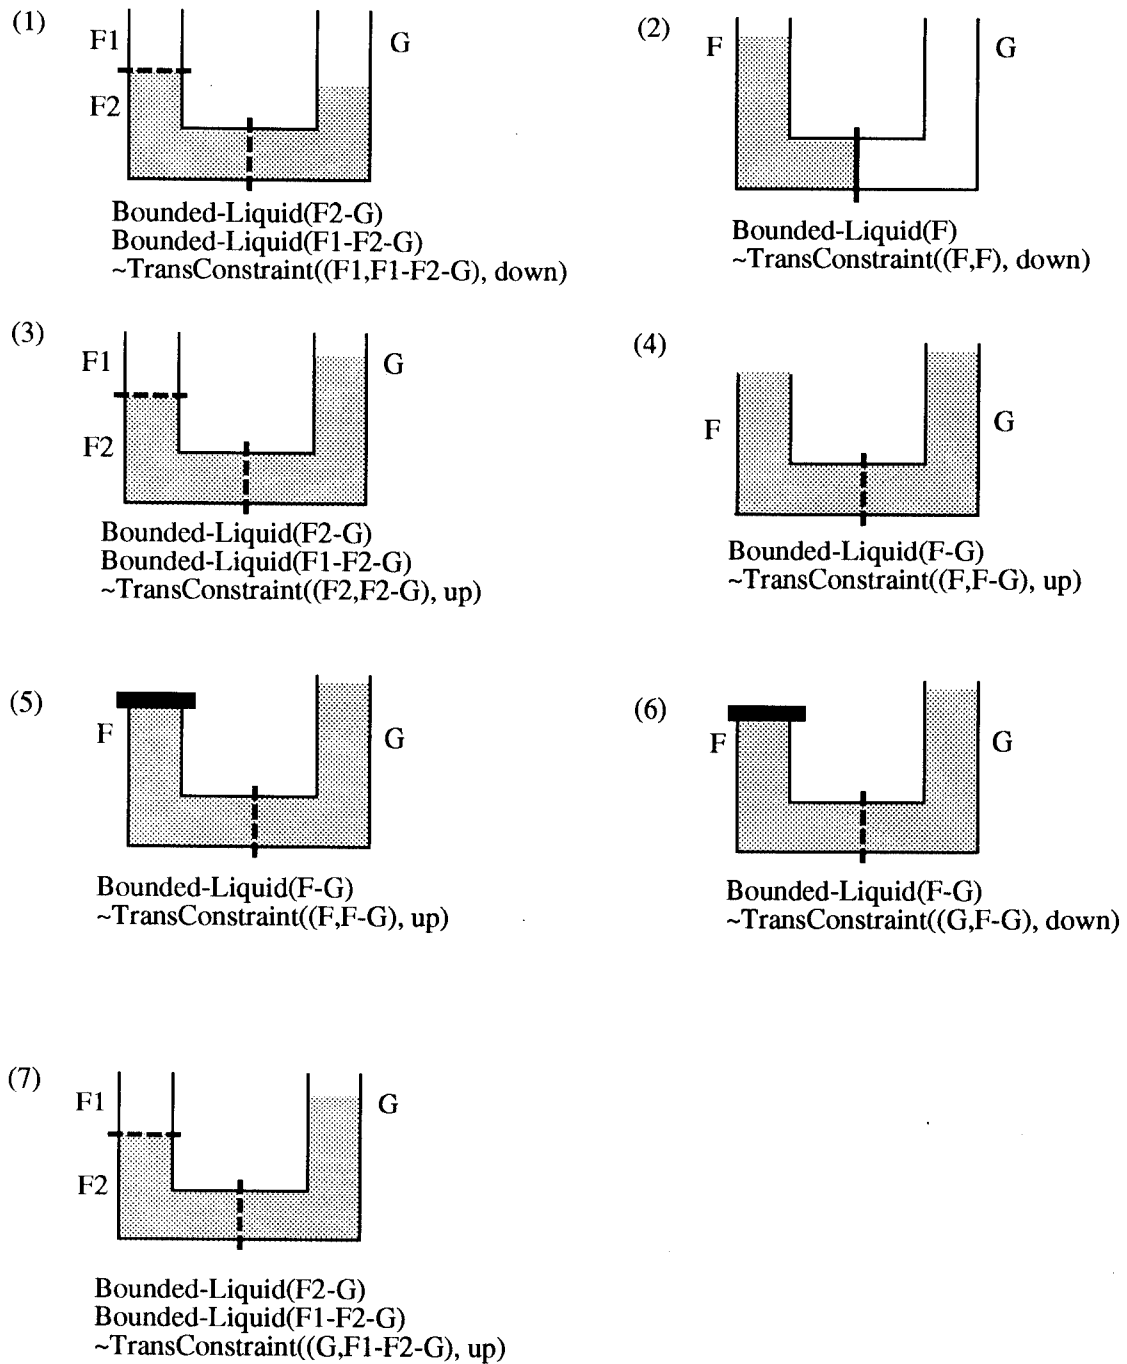 (1)
F1
G
F2
Bounded-Liquid(F2-G)
Bounded-Liquid(F1-F2-G)
~TransConstraint((F1,F1-F2-G), down)
(2)
F
G
Bounded-Liquid(F)
~TransConstraint((F,F), down)
(3)
F1
G
F2
Bounded-Liquid(F2-G)
Bounded-Liquid(F1-F2-G)
~TransConstraint((F2,F2-G), up)
(4)
F
G
Bounded-Liquid(F-G)
~TransConstraint((F,F-G), up)
(5)
F
G
Bounded-Liquid(F-G)
~TransConstraint((F,F-G), up)
(6)
F
G
Bounded-Liquid(F-G)
~TransConstraint((G,F-G), down)
(7)
F1
G
F2
Bounded-Liquid(F2-G)
Bounded-Liquid(F1-F2-G)
~TransConstraint((G,F1-F2-G), up)